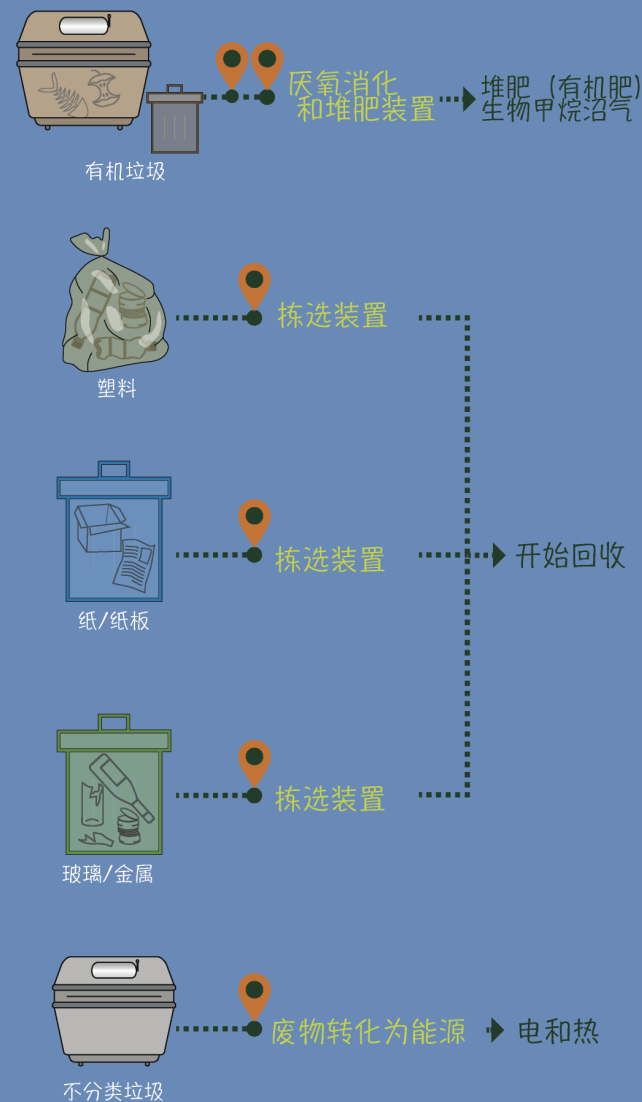 厌氧消化
和堆肥装置
堆肥 (有机肥)
生物甲烷沼气
有机垃圾
拣选装置
塑料
拣选装置
开始回收
纸/纸板
拣选装置
玻璃/金属
废物转化为能源
电和热
不分类垃圾